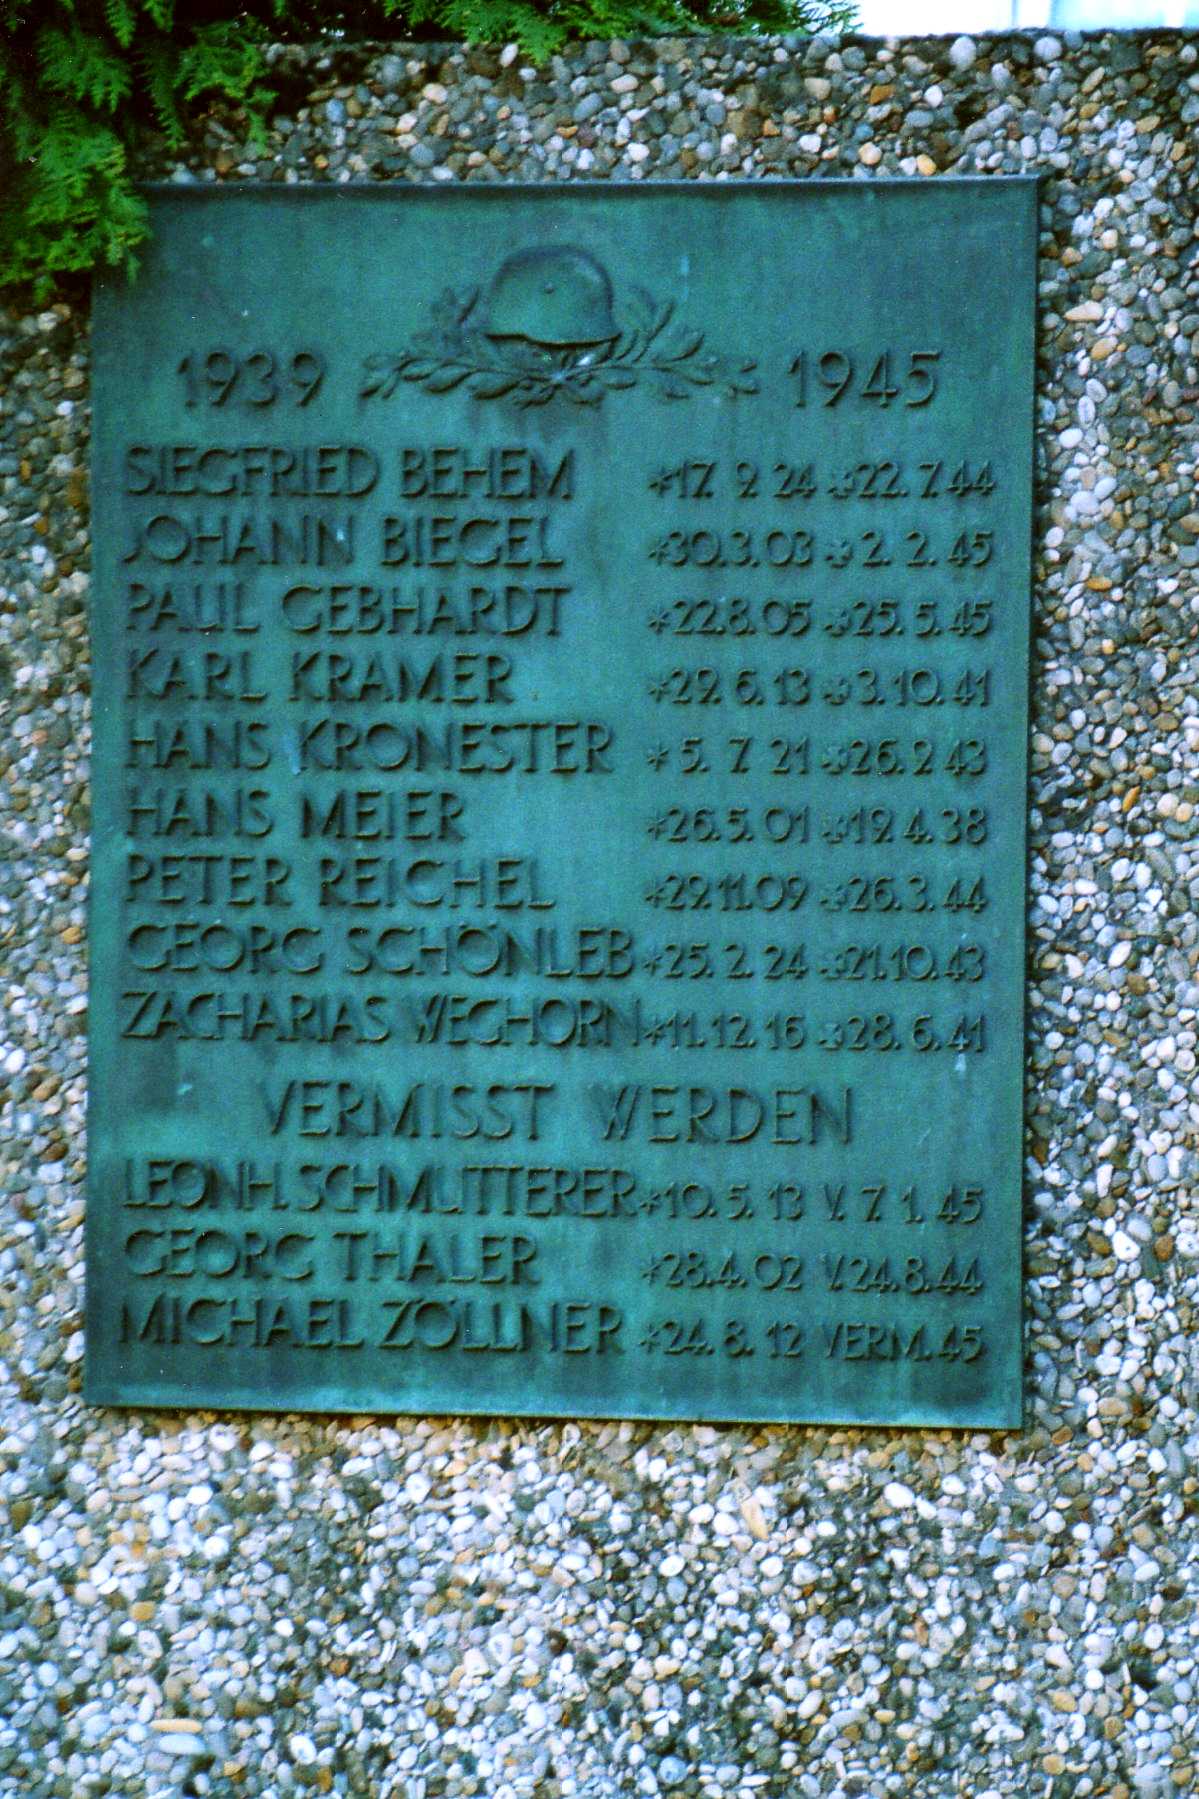 1939 1945
SIEGFRIED BEHEM *17. 9. 24 ✠22. 7. 44
JOHANN BIEGEL *30. 3. 03 ✠ 2. 2. 45
PAUL GEBHARDT *22. 8. 05 ✠25. 5. 45
KARL KRAMER *29. 6. 13 ✠3. 10. 41
HANS KRONESTER * 5. 7. 21 ✠26. 9. 43
HANS MEIER *26. 5. 01 ✠19. 4. 38
PETER REICHEL *29. 11. 09 ✠26. 3. 44
GEORG SCHÖNLEB *25. 2. 24 ✠21. 10. 43
ZACHARIAS WEGHORN *11. 12. 16 ✠28. 6. 41
VERMISST WERDEN
LEONH. SCHMUTTERER *10. 5. 13 V. 7. 1. 45
GEORG THALER *28. 4. 02 V. 24. 8. 44
MICHAEL ZÖLLNER *24. 8. 12 VERM. 45